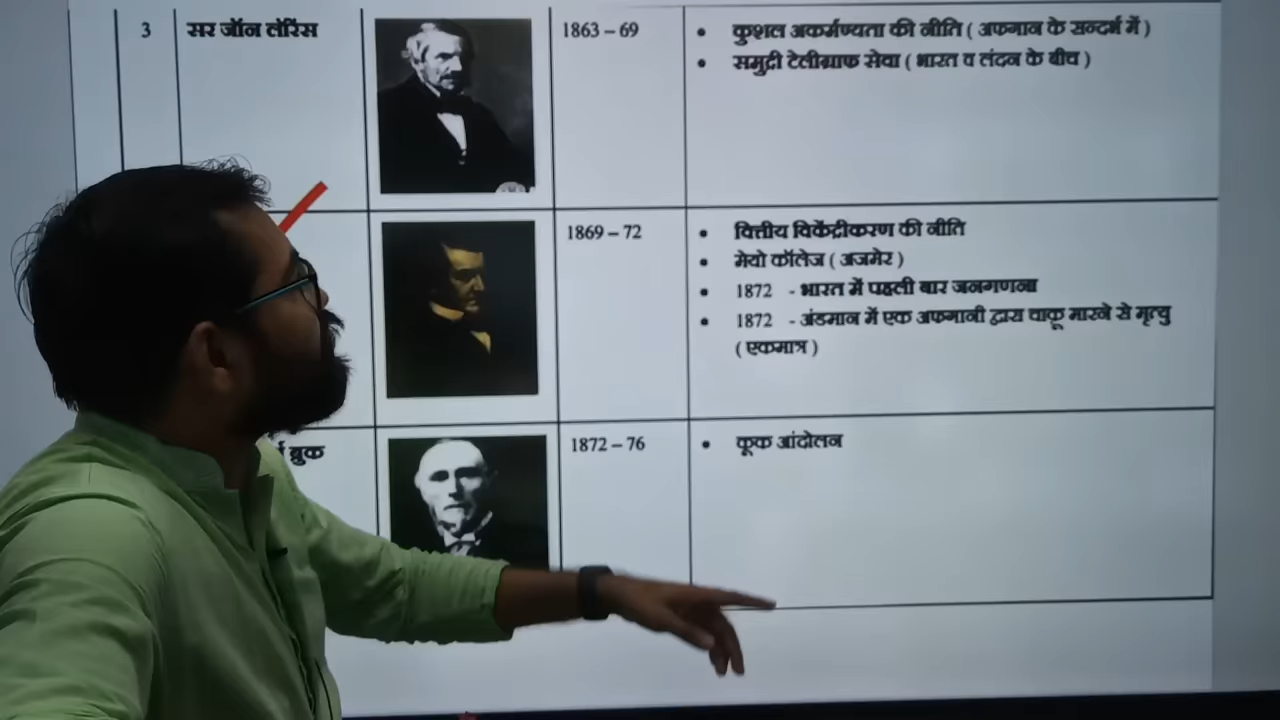 3 सर जॉन लॉरेंस 1863 – 69
• कुशल अकर्मण्यता की नीति ( अफगान के सन्दर्भ में )
• समुद्री टेलीग्राफ सेवा ( भारत व लंदन के बीच )
1869 – 72
• वित्तीय विकेंद्रीकरण की नीति
• मेयो कॉलेज ( अजमेर )
• 1872 - भारत में पहली बार जनगणना
• 1872 - अंडमान में एक अफगानी द्वारा चाकू मारने से मृत्यु
( एकमात्र )
ब्रुक 1872 – 76
• कूक आंदोलन